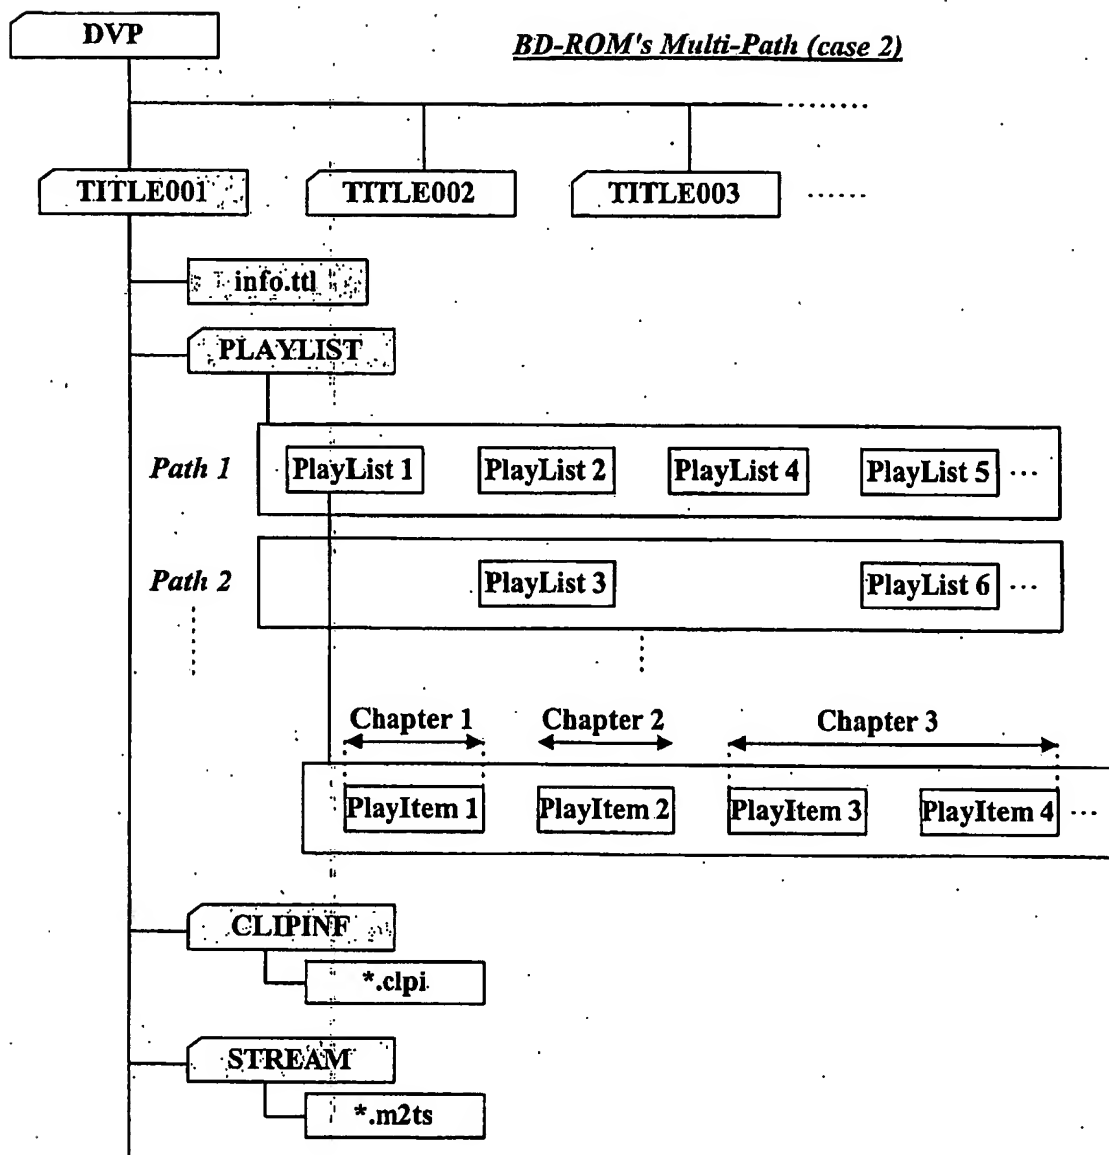 DVP
BD-ROM's Multi-Path (case 2)
TITLE001
TITLE002
TITLE003
info.ttl
PLAYLIST
Path 1
PlayList 1
PlayList 2
PlayList 4
PlayList 5
Path 2
PlayList 3
PlayList 6
Chapter 1
Chapter 2
Chapter 3
PlayItem 1
PlayItem 2
PlayItem 3
PlayItem 4
CLIPINF
*.clpi
STREAM
*.m2ts